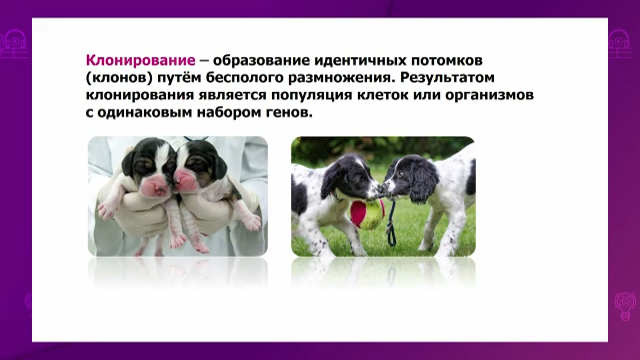 Клонирование – образование идентичных потомков
(клонов) путём бесполого размножения. Результатом
клонирования является популяция клеток или организмов
с одинаковым набором генов.